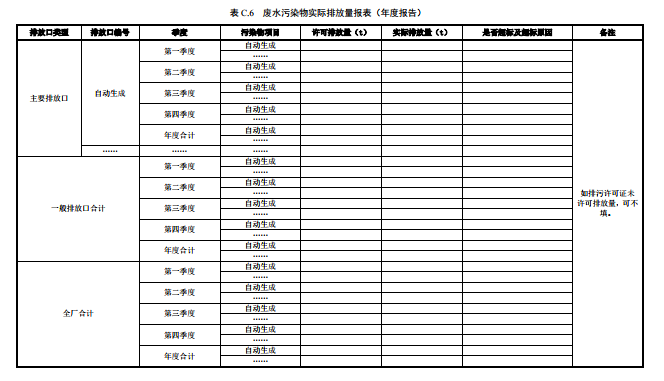 表 C.6 废水污染物实际排放量报表（年度报告）
排放口类型 排放口编号 季度 污染物项目 许可排放量（t） 实际排放量（t） 是否超标及超标原因 备注
主要排放口 自动生成 第一季度 自动生成
……
第二季度 自动生成
……
第三季度 自动生成
……
第四季度 自动生成
……
年度合计 自动生成
……
…… …… ……
一般排放口合计 第一季度 自动生成
……
第二季度 自动生成
……
第三季度 自动生成
……
第四季度 自动生成
……
年度合计 自动生成
……
全厂合计 第一季度 自动生成
……
第二季度 自动生成
……
第三季度 自动生成
……
第四季度 自动生成
……
年度合计 自动生成
……
如排污许可证未
许可排放量，可不
填。